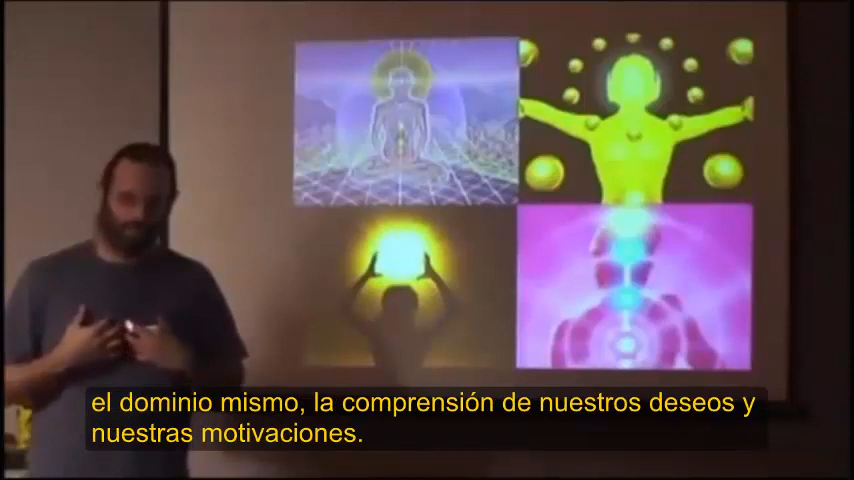 el dominio mismo, la comprensión de nuestros deseos y
nuestras motivaciones.